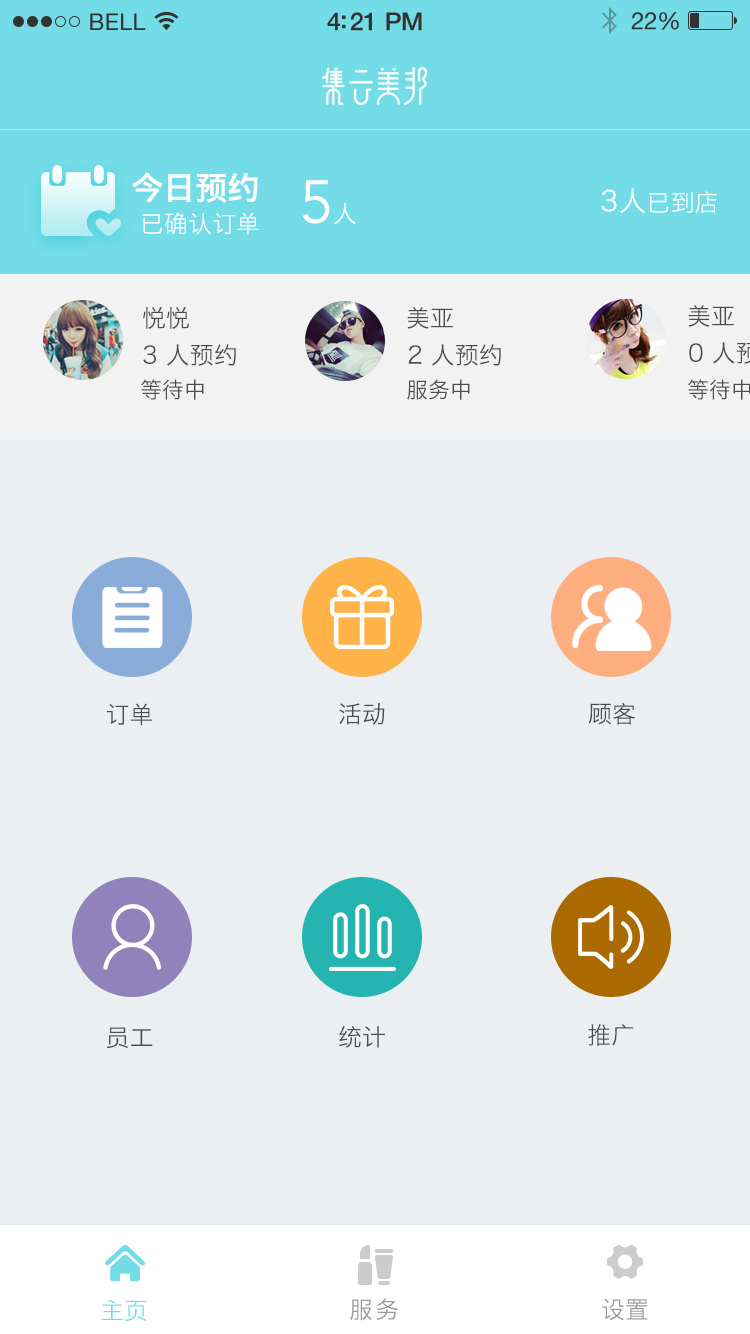 BELL 4:21 PM 22%
集云美邦
今日预约 5人 3人已到店
已确认订单
悦悦 美亚 美亚
3 人预约 2 人预约 0 人预
等待中 服务中 等待中
订单 活动 顾客
员工 统计 推广
主页 服务 设置